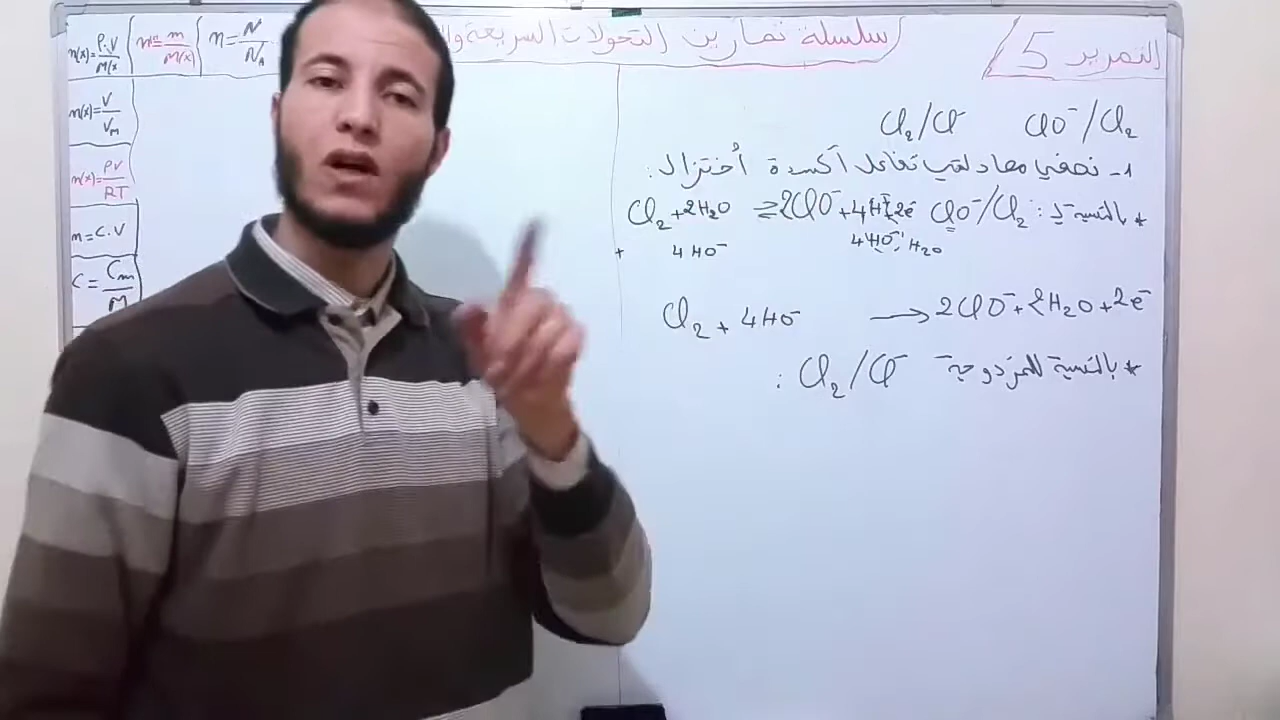 التمرين 5
سلسلة تمارين التحولات السريعة
n(x)=ρ.V/M(x)
n(x)=m/M(x)
n=N/N_A
n(x)=V/V_M
n(x)=PV/RT
n=C.V
C=Cm/M
Cl₂/Cl⁻ ClO⁻/Cl₂
1- نصفي معادلتي تفاعل أكسدة أختزال:
* بالنسبة لـ: ClO⁻/Cl₂
Cl₂+2H₂O ⇌ 2ClO⁻+4H⁺+2e⁻
+ 4HO⁻ 4HO⁻, H₂O
Cl₂ + 4HO⁻ → 2ClO⁻+2H₂O+2e⁻
* بالنسبة للمزدوجة Cl₂/Cl⁻ :